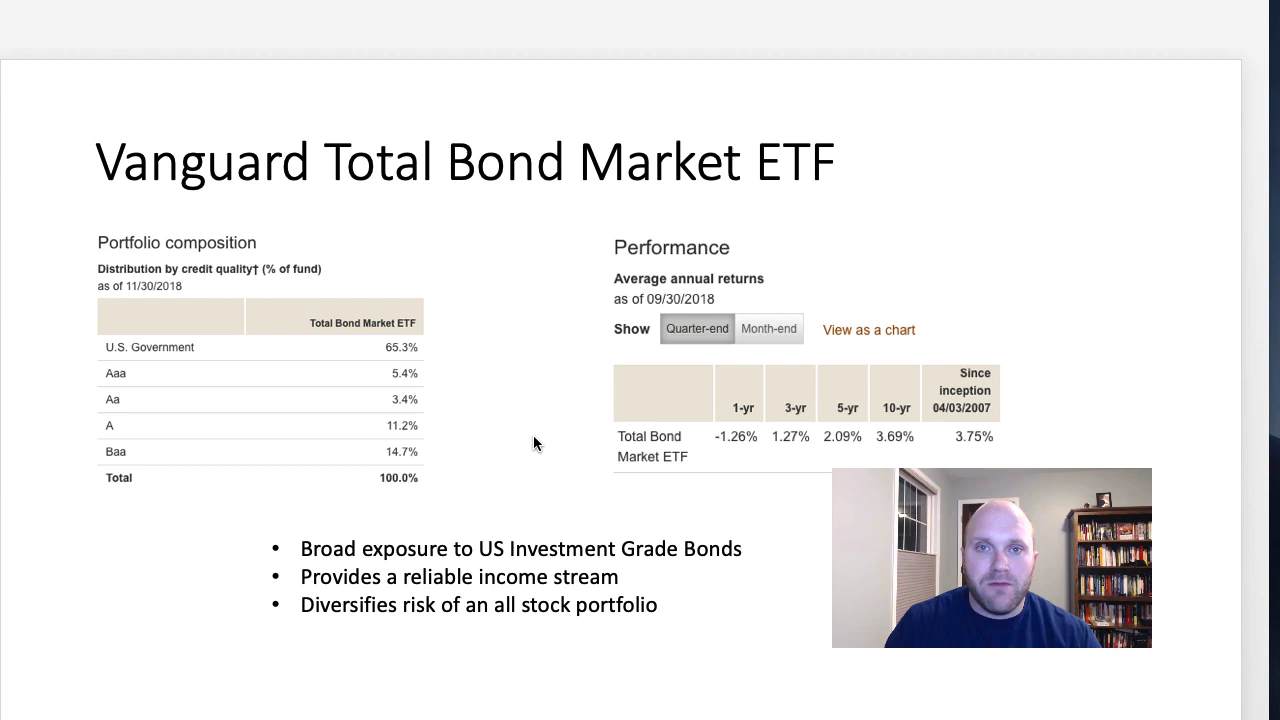 Vanguard Total Bond Market ETF
Portfolio composition
Distribution by credit quality† (% of fund)
as of 11/30/2018
Total Bond Market ETF
U.S. Government 65.3%
Aaa 5.4%
Aa 3.4%
A 11.2%
Baa 14.7%
Total 100.0%
Performance
Average annual returns
as of 09/30/2018
Show Quarter-end Month-end View as a chart
Since
inception
1-yr 3-yr 5-yr 10-yr 04/03/2007
Total Bond -1.26% 1.27% 2.09% 3.69% 3.75%
Market ETF
• Broad exposure to US Investment Grade Bonds
• Provides a reliable income stream
• Diversifies risk of an all stock portfolio